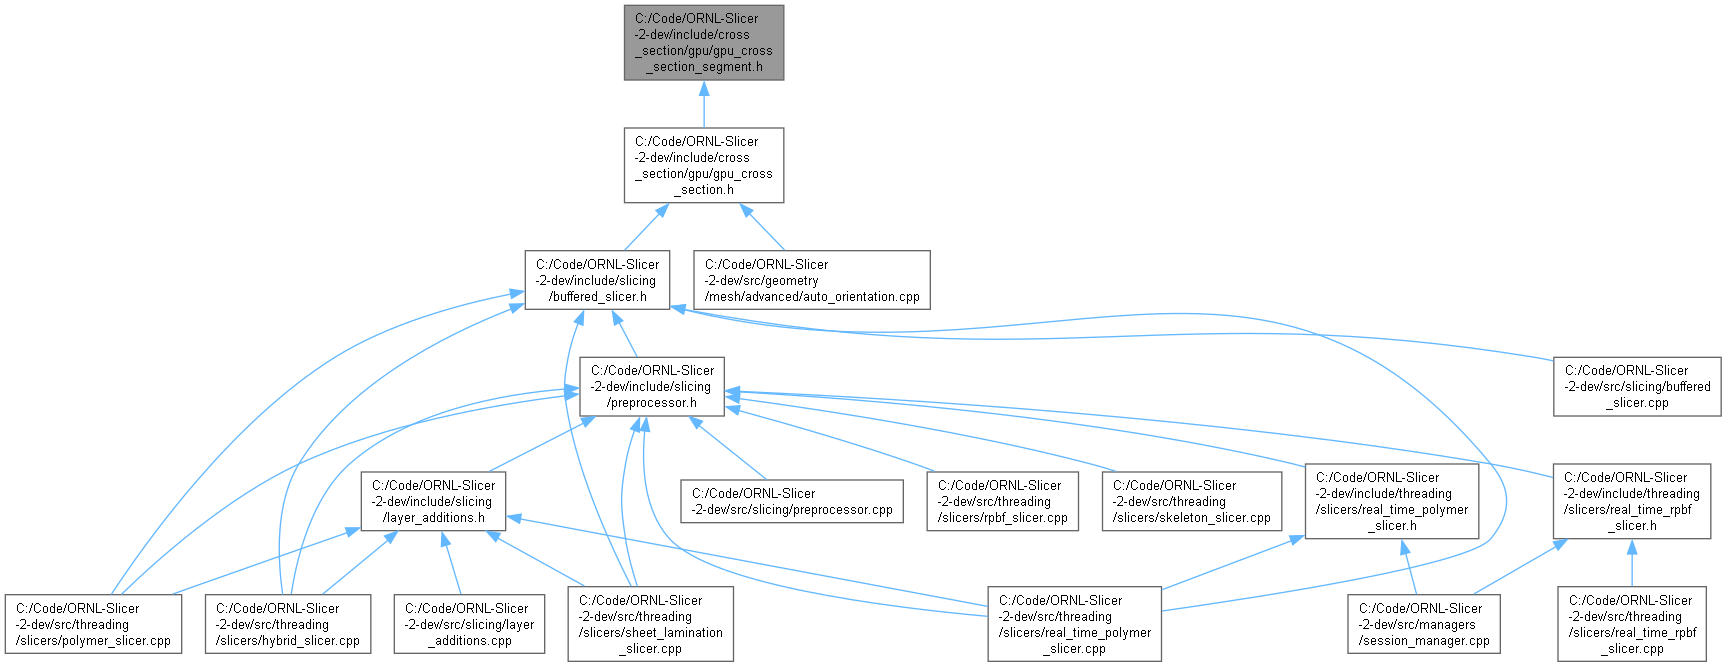 C:/Code/ORNL-Slicer
-2-dev/include/cross
_section/gpu/gpu_cross
_section_segment.h
C:/Code/ORNL-Slicer
-2-dev/include/cross
_section/gpu/gpu_cross
_section.h
C:/Code/ORNL-Slicer
-2-dev/include/slicing
/buffered_slicer.h
C:/Code/ORNL-Slicer
-2-dev/src/geometry
/mesh/advanced/auto_orientation.cpp
C:/Code/ORNL-Slicer
-2-dev/include/slicing
/preprocessor.h
C:/Code/ORNL-Slicer
-2-dev/src/slicing/buffered
_slicer.cpp
C:/Code/ORNL-Slicer
-2-dev/include/slicing
/layer_additions.h
C:/Code/ORNL-Slicer
-2-dev/src/slicing/preprocessor.cpp
C:/Code/ORNL-Slicer
-2-dev/src/threading
/slicers/rpbf_slicer.cpp
C:/Code/ORNL-Slicer
-2-dev/src/threading
/slicers/skeleton_slicer.cpp
C:/Code/ORNL-Slicer
-2-dev/include/threading
/slicers/real_time_polymer
_slicer.h
C:/Code/ORNL-Slicer
-2-dev/include/threading
/slicers/real_time_rpbf
_slicer.h
C:/Code/ORNL-Slicer
-2-dev/src/threading
/slicers/polymer_slicer.cpp
C:/Code/ORNL-Slicer
-2-dev/src/threading
/slicers/hybrid_slicer.cpp
C:/Code/ORNL-Slicer
-2-dev/src/slicing/layer
_additions.cpp
C:/Code/ORNL-Slicer
-2-dev/src/threading
/slicers/sheet_lamination
_slicer.cpp
C:/Code/ORNL-Slicer
-2-dev/src/threading
/slicers/real_time_polymer
_slicer.cpp
C:/Code/ORNL-Slicer
-2-dev/src/managers
/session_manager.cpp
C:/Code/ORNL-Slicer
-2-dev/src/threading
/slicers/real_time_rpbf
_slicer.cpp